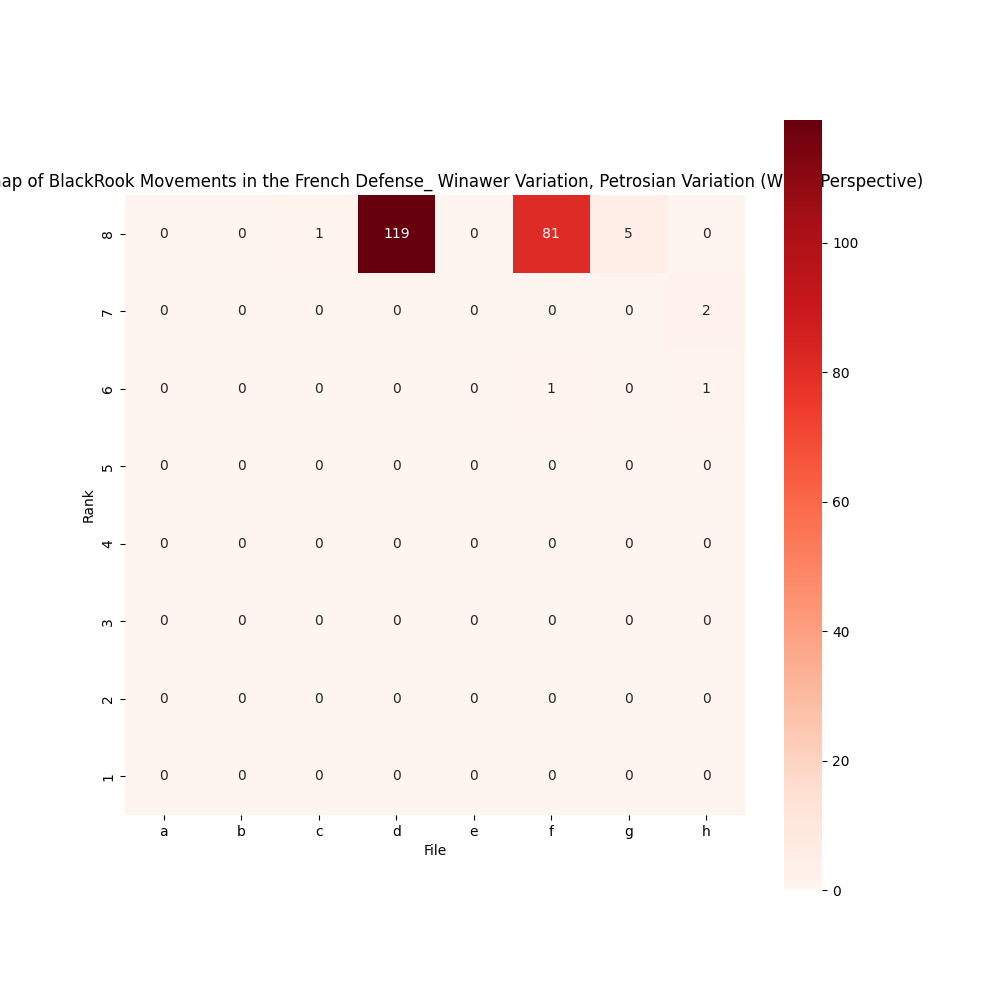 ap of BlackRook Movements in the French Defense_ Winawer Variation, Petrosian Variation (W Perspective)
8 0 0 1 119 0 81 5 0
7 0 0 0 0 0 0 0 2
6 0 0 0 0 0 1 0 1
5 0 0 0 0 0 0 0 0
4 0 0 0 0 0 0 0 0
3 0 0 0 0 0 0 0 0
2 0 0 0 0 0 0 0 0
1 0 0 0 0 0 0 0 0
a b c d e f g h
Rank
File
100
80
60
40
20
0